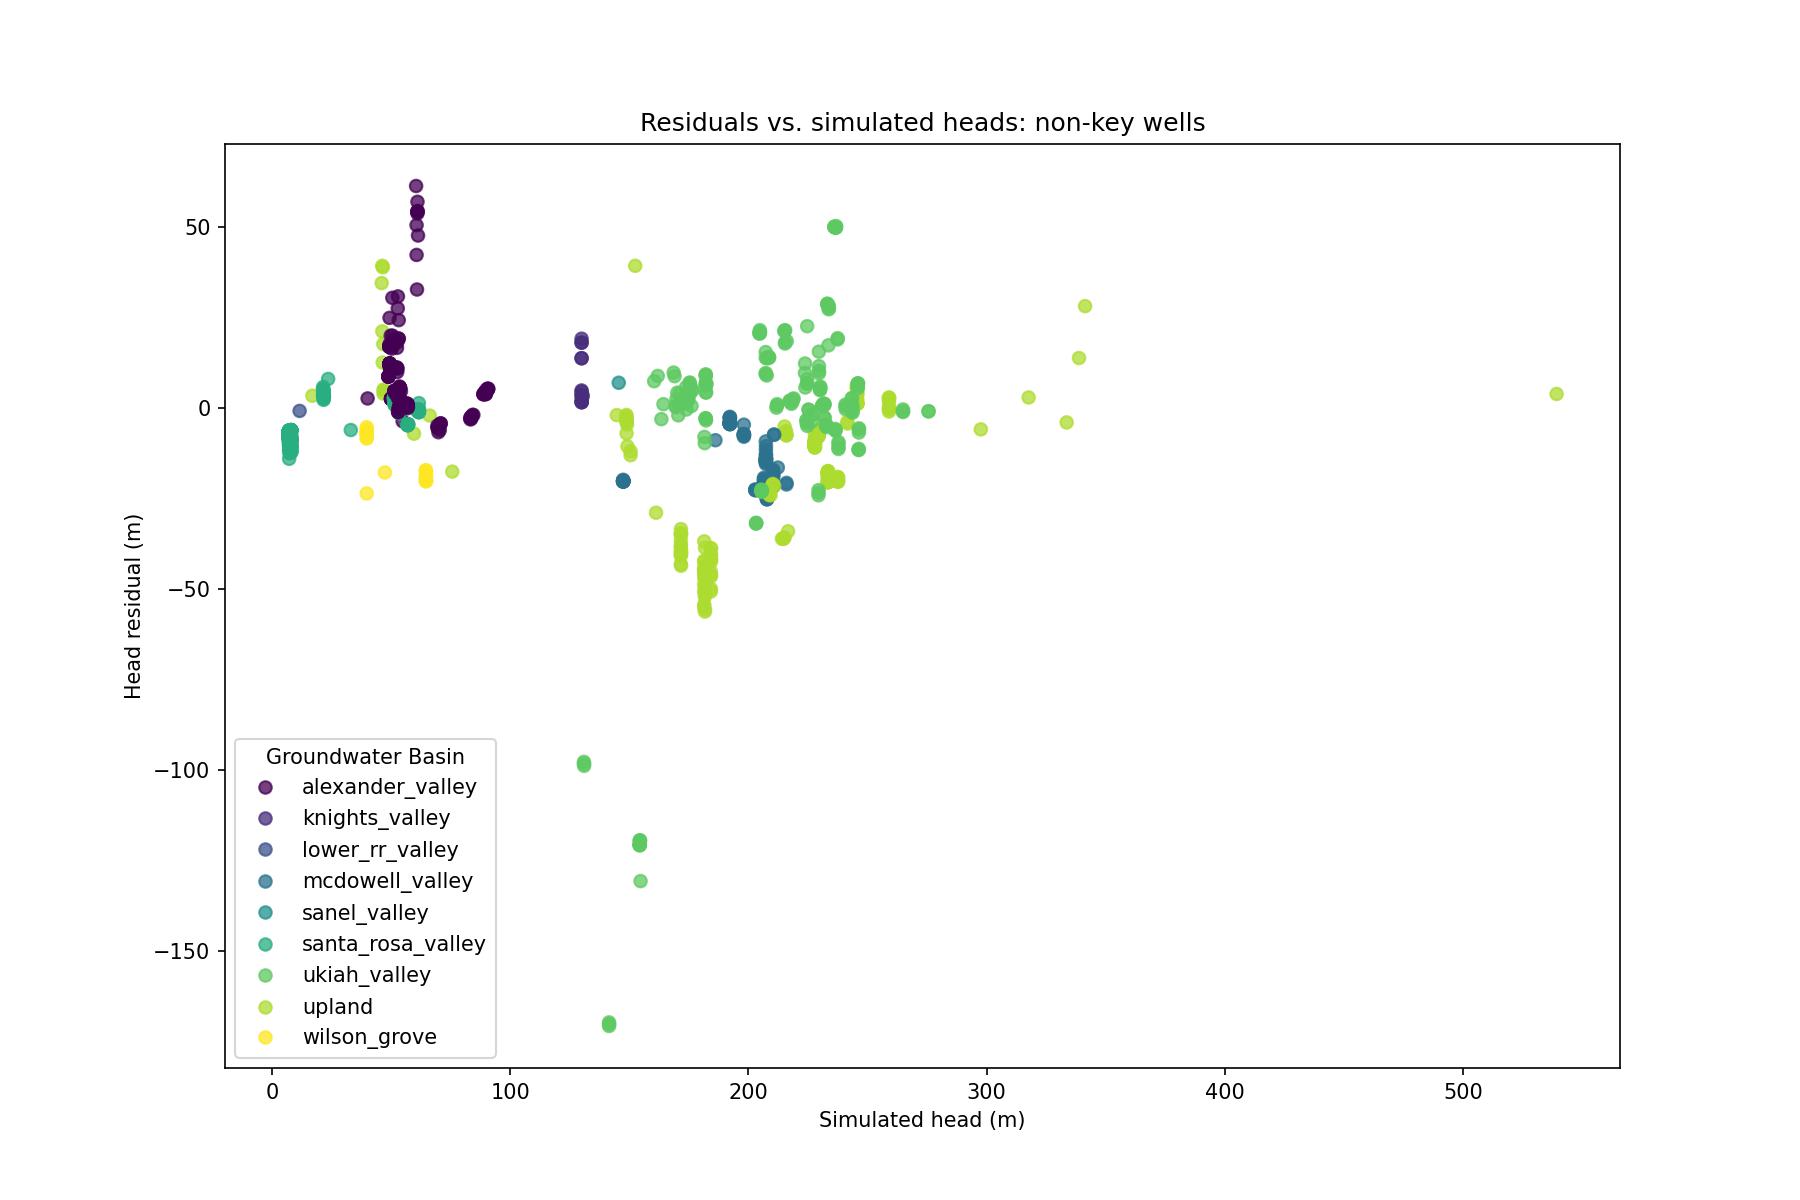 Residuals vs. simulated heads: non-key wells
50
0
−50
−100
−150
Head residual (m)
Groundwater Basin
alexander_valley
knights_valley
lower_rr_valley
mcdowell_valley
sanel_valley
santa_rosa_valley
ukiah_valley
upland
wilson_grove
0 100 200 300 400 500
Simulated head (m)